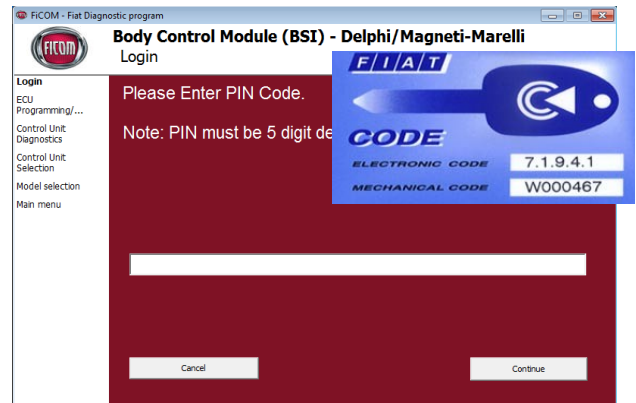 FiCOM - Fiat Diagnostic program
FICOM
Body Control Module (BSI) - Delphi/Magneti-Marelli
Login
Login
ECU
Programming/...
Control Unit
Diagnostics
Control Unit
Selection
Model selection
Main menu
Please Enter PIN Code.
Note: PIN must be 5 digit de
FIAT
CODE
ELECTRONIC CODE 7.1.9.4.1
MECHANICAL CODE W000467
Cancel
Continue